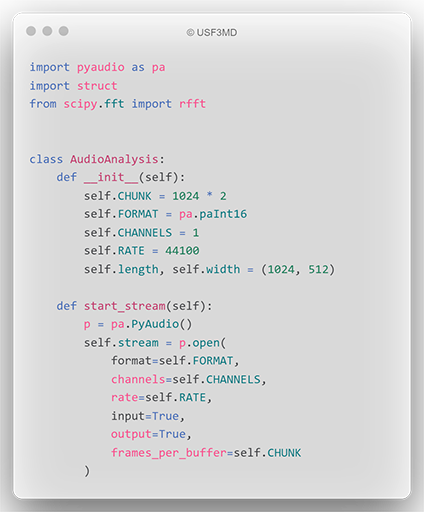 © USF3MD
import pyaudio as pa
import struct
from scipy.fft import rfft
class AudioAnalysis:
    def __init__(self):
        self.CHUNK = 1024 * 2
        self.FORMAT = pa.paInt16
        self.CHANNELS = 1
        self.RATE = 44100
        self.length, self.width = (1024, 512)
    def start_stream(self):
        p = pa.PyAudio()
        self.stream = p.open(
            format=self.FORMAT,
            channels=self.CHANNELS,
            rate=self.RATE,
            input=True,
            output=True,
            frames_per_buffer=self.CHUNK
        )